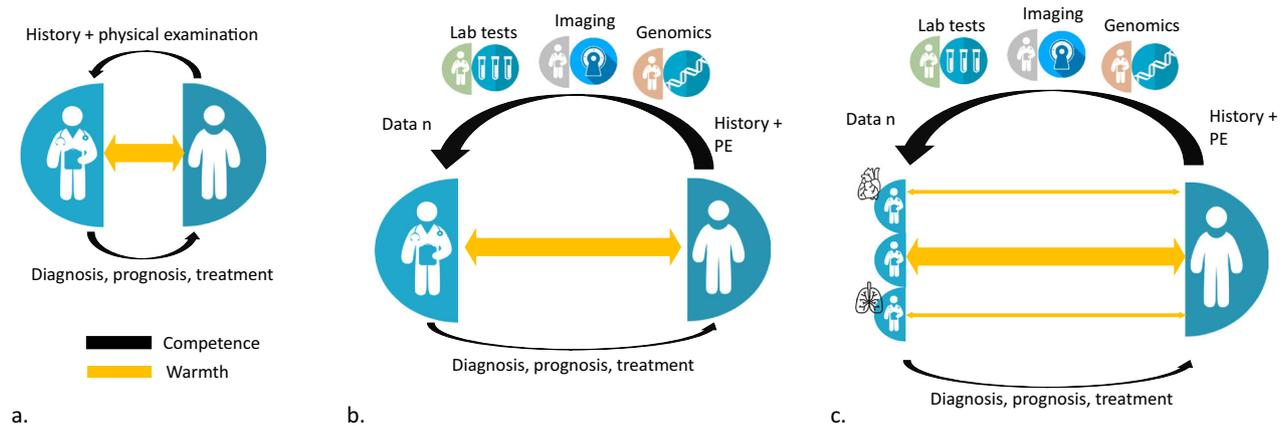 History + physical examination
Diagnosis, prognosis, treatment
Competence
Warmth
a.
Lab tests
Imaging
Genomics
Data n
History +
PE
Diagnosis, prognosis, treatment
b.
Lab tests
Imaging
Genomics
Data n
History +
PE
Diagnosis, prognosis, treatment
c.